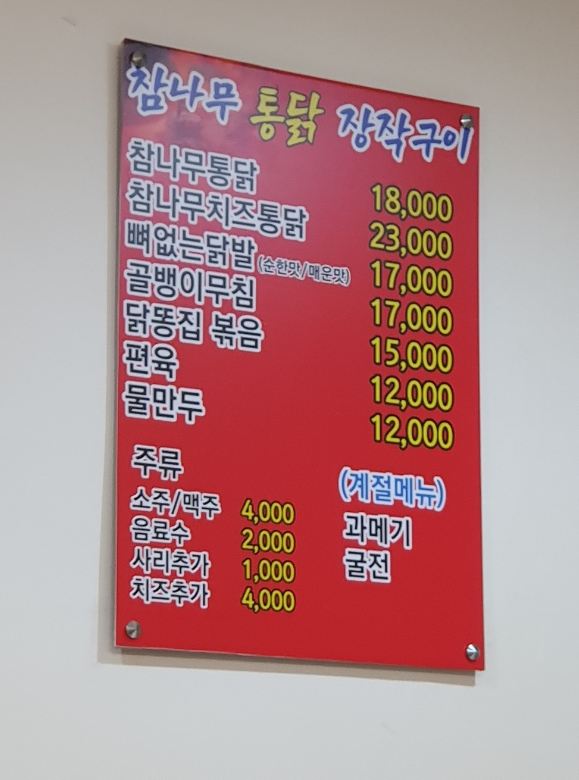 참나무 통닭 장작구이
참나무통닭 18,000
참나무치즈통닭 23,000
뼈없는닭발 (순한맛/매운맛) 17,000
골뱅이무침 17,000
닭똥집 볶음 15,000
편육 12,000
물만두 12,000
주류
소주/맥주 4,000
음료수 2,000
사리추가 1,000
치즈추가 4,000
(계절메뉴)
과메기
굴전